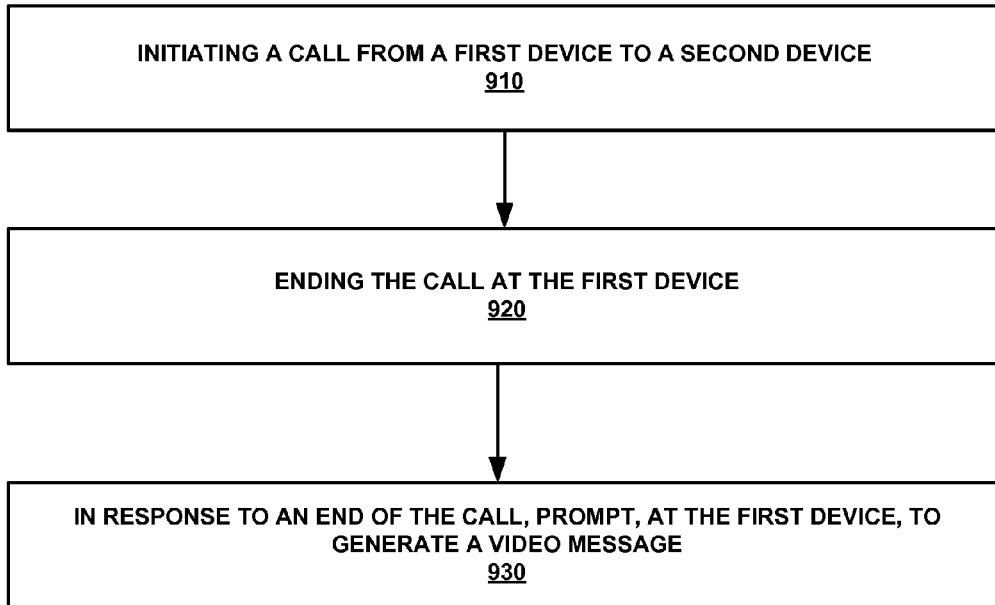 INITIATING A CALL FROM A FIRST DEVICE TO A SECOND DEVICE
910
ENDING THE CALL AT THE FIRST DEVICE
920
IN RESPONSE TO AN END OF THE CALL, PROMPT, AT THE FIRST DEVICE, TO
GENERATE A VIDEO MESSAGE
930